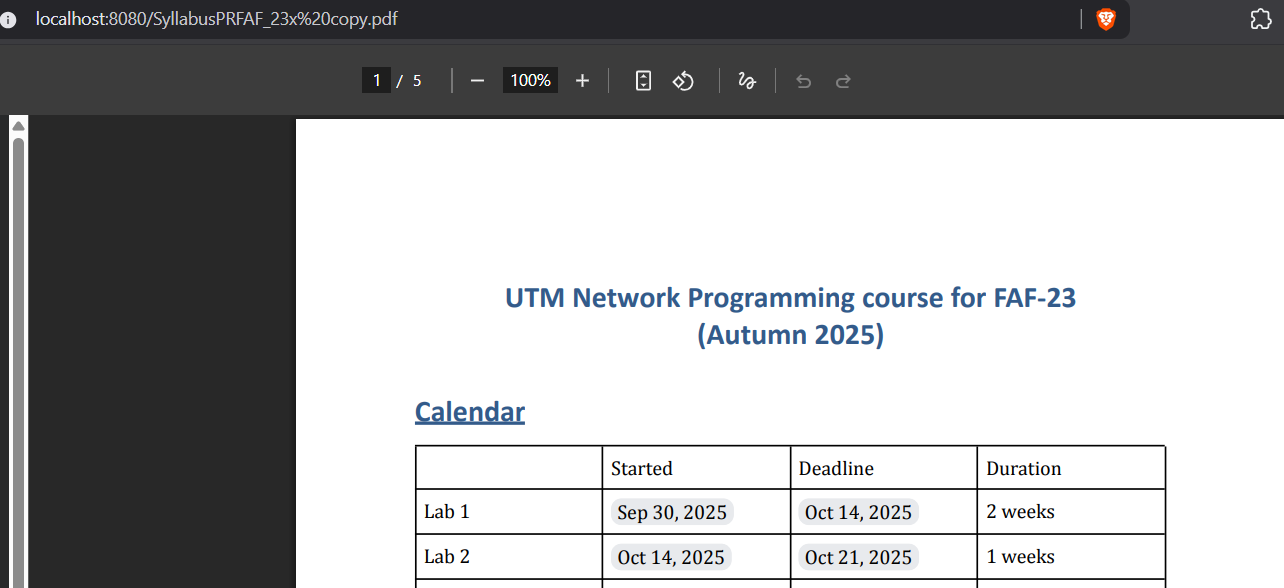 localhost:8080/SyllabusPRFAF_23x%20copy.pdf
1 / 5 100%
UTM Network Programming course for FAF-23
(Autumn 2025)
Calendar
Started Deadline Duration
Lab 1 Sep 30, 2025 Oct 14, 2025 2 weeks
Lab 2 Oct 14, 2025 Oct 21, 2025 1 weeks